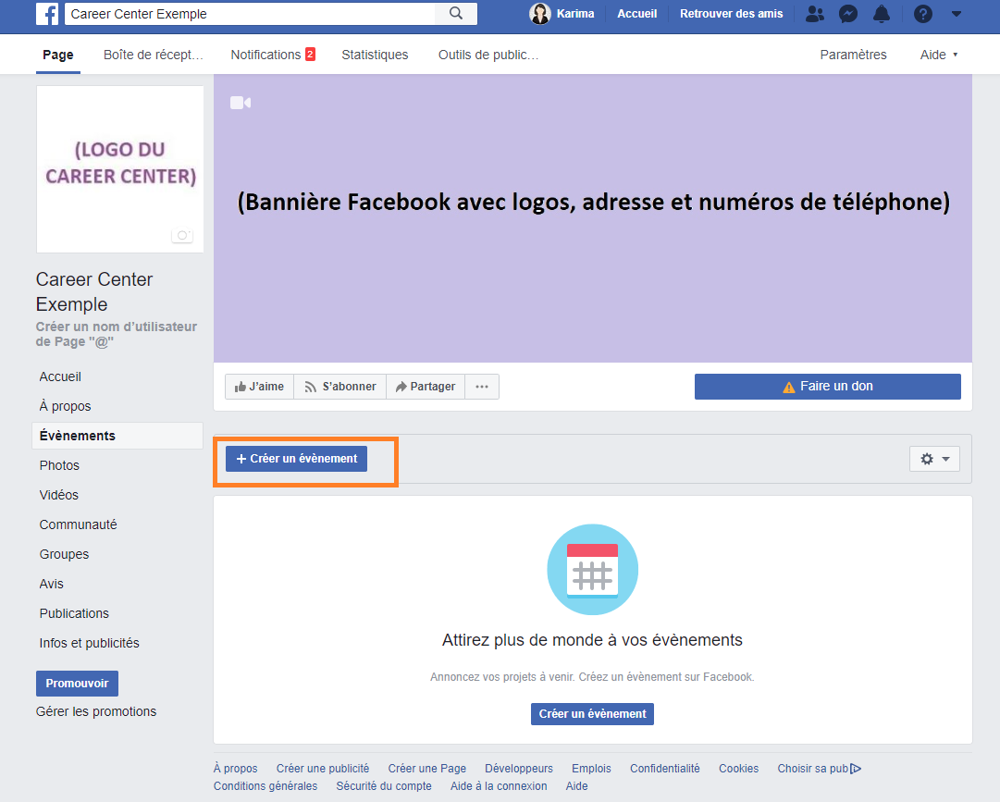 Career Center Exemple
Karima
Accueil
Retrouver des amis
Page
Boîte de récept...
Notifications 2
Statistiques
Outils de public...
Paramètres
Aide
(LOGO DU
CAREER CENTER)
(Bannière Facebook avec logos, adresse et numéros de téléphone)
Career Center
Exemple
Créer un nom d'utilisateur
de Page "@"
Accueil
À propos
Évènements
Photos
Vidéos
Communauté
Groupes
Avis
Publications
Infos et publicités
Promouvoir
Gérer les promotions
J'aime
S'abonner
Partager
Faire un don
+ Créer un évènement
Attirez plus de monde à vos évènements
Annoncez vos projets à venir. Créez un évènement sur Facebook.
Créer un évènement
À propos Créer une publicité Créer une Page Développeurs Emplois Confidentialité Cookies Choisir sa pub
Conditions générales Sécurité du compte Aide à la connexion Aide